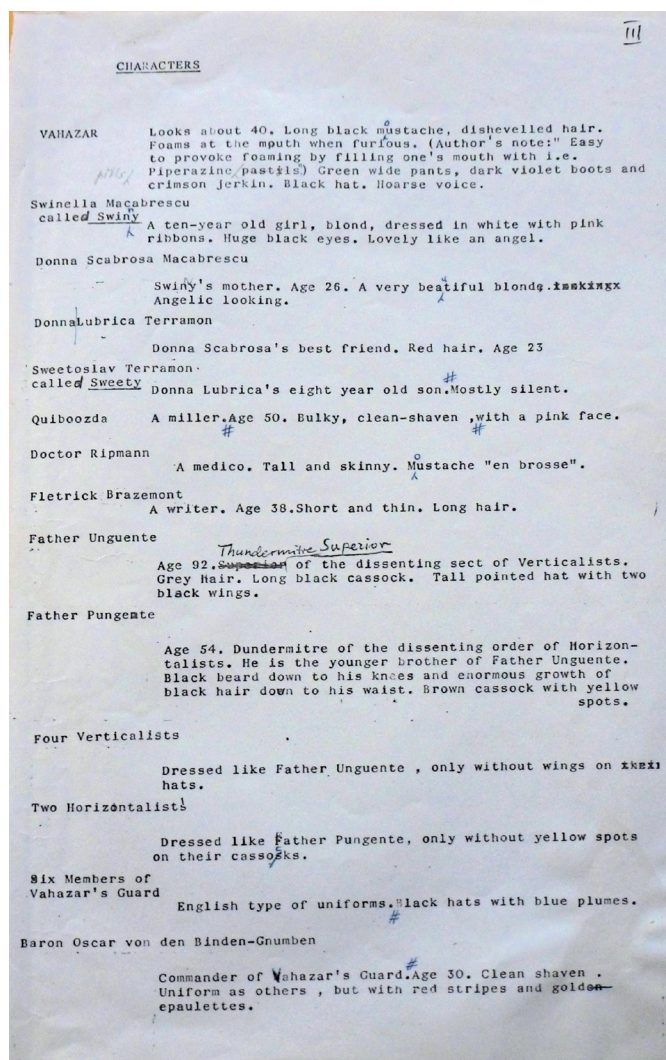 III
CHARACTERS
VAHAZAR Looks about 40. Long black mustache, dishevelled hair.
Foams at the mputh when furious. (Author's note:" Easy
to provoke foaming by filling one's mouth with i.e.
Piperazine pastils") Green wide pants, dark violet boots and
crimson jerkin. Black hat. Hoarse voice.
Swinella Macabrescu
called Swiny A ten-year old girl, blond, dressed in white with pink
ribbons. Huge black eyes. Lovely like an angel.
Donna Scabrosa Macabrescu
Swiny's mother. Age 26. A very beautiful blonde.
Angelic looking.
Donna Lubrica Terramon
Donna Scabrosa's best friend. Red hair. Age 23
Sweetoslav Terramon
called Sweety Donna Lubrica's eight year old son.#Mostly silent.
Quiboozda A miller.#Age 50. Bulky, clean-shaven ,#with a pink face.
Doctor Ripmann
A medico. Tall and skinny. Moustache "en brosse".
Fletrick Brazemont
A writer. Age 38.Short and thin. Long hair.
Father Unguente
Thundermitre Superior
Age 92.Superior of the dissenting sect of Verticalists.
Grey Hair. Long black cassock. Tall pointed hat with two
black wings.
Father Pungente
Age 54. Dundermitre of the dissenting order of Horizon-
talists. He is the younger brother of Father Unguente.
Black beard down to his knees and enormous growth of
black hair down to his waist. Brown cassock with yellow
spots.
Four Verticalists
Dressed like Father Unguente , only without wings on
hats.
Two Horizontalists
Dressed like Father Pungente, only without yellow spots
on their cassocks.
Six Members of
Vahazar's Guard
English type of uniforms.#Black hats with blue plumes.
Baron Oscar von den Binden-Gnumben
Commander of Vahazar's Guard.#Age 30. Clean shaven .
Uniform as others , but with red stripes and golden
epaulettes.